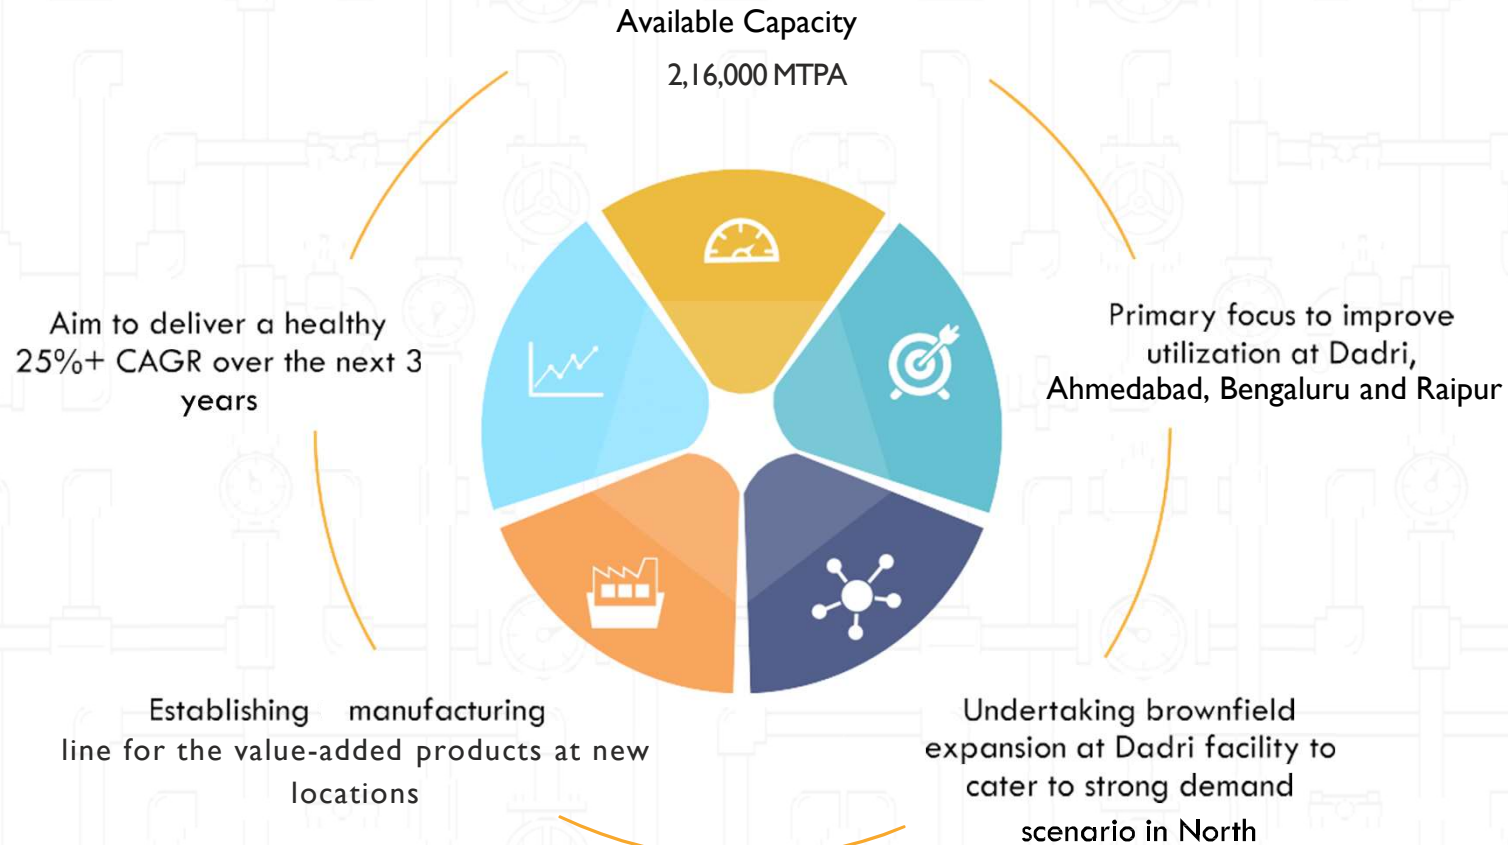 Available Capacity
2,16,000 MTPA
Primary focus to improve
utilization at Dadri,
Ahmedabad, Bengaluru and Raipur
Undertaking brownfield
expansion at Dadri facility to
cater to strong demand
scenario in North
Establishing manufacturing
line for the value-added products at new
locations
Aim to deliver a healthy
25%+ CAGR over the next 3
years